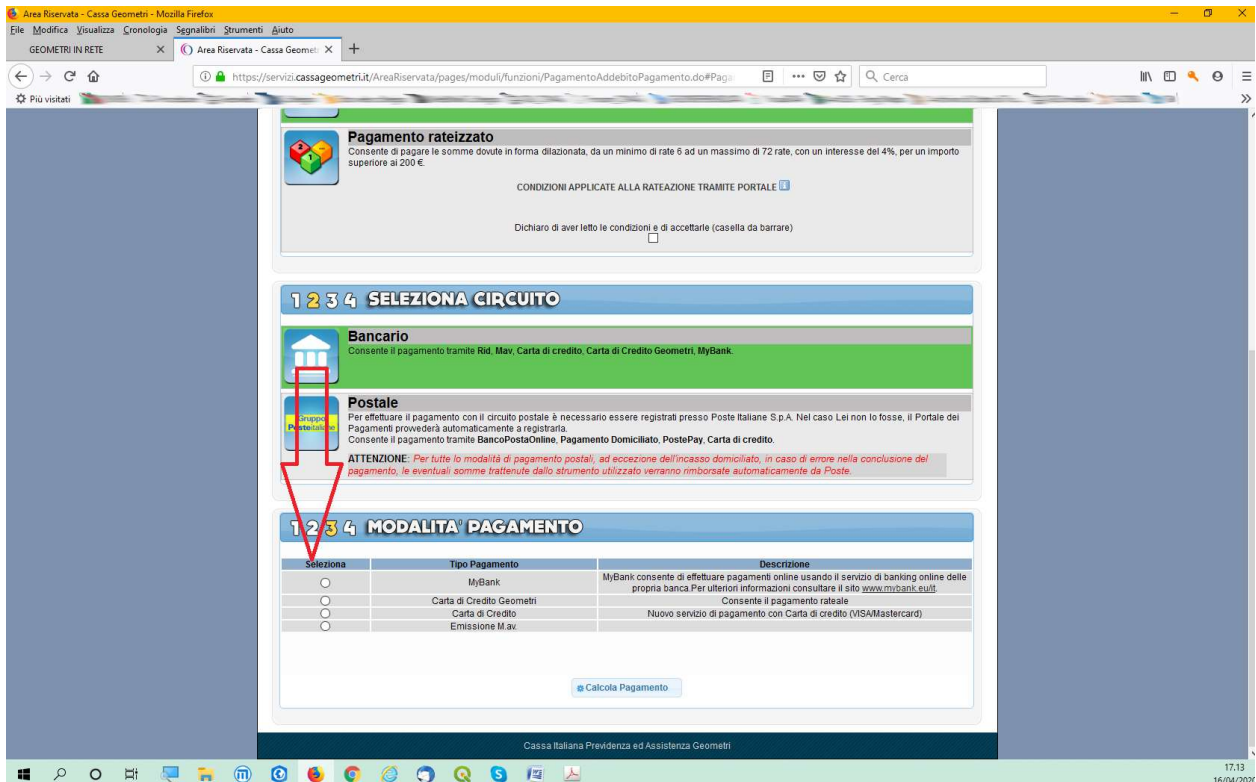 Area Riservata - Cassa Geometri - Mozilla Firefox
File Modifica Visualizza Cronologia Segnalibri Strumenti Aiuto
GEOMETRI IN RETE
Area Riservata - Cassa Geomet
https://servizi.cassageometri.it/AreaRiservata/pages/moduli/funzioni/PagamentoAddebitoPagamento.do#Paga
Cerca
Più visitati
Pagamento rateizzato
Consente di pagare le somme dovute in forma dilazionata, da un minimo di rate 6 ad un massimo di 72 rate, con un interesse del 4%, per un importo
superiore ai 200 €.
CONDIZIONI APPLICATE ALLA RATEAZIONE TRAMITE PORTALE
Dichiaro di aver letto le condizioni e di accettarle (casella da barrare)
1 2 3 4 SELEZIONA CIRCUITO
Bancario
Consente il pagamento tramite Rid, Mav, Carta di credito, Carta di Credito Geometri, MyBank.
Postale
Gruppo
Posteitaliane
Per effettuare il pagamento con il circuito postale è necessario essere registrati presso Poste Italiane S.p.A. Nel caso Lei non lo fosse, il Portale dei
Pagamenti provvederà automaticamente a registrarla.
Consente il pagamento tramite BancoPostaOnline, Pagamento Domiciliato, PostePay, Carta di credito.
ATTENZIONE: Per tutte lo modalità di pagamento postali, ad eccezione dell'incasso domiciliato, in caso di errore nella conclusione del
pagamento, le eventuali somme trattenute dallo strumento utilizzato verranno rimborsate automaticamente da Poste.
1 2 3 4 MODALITA' PAGAMENTO
Seleziona Tipo Pagamento Descrizione
MyBank MyBank consente di effettuare pagamenti online usando il servizio di banking online delle
propria banca.Per ulteriori informazioni consultare il sito www.mybank.eu/it.
Carta di Credito Geometri Consente il pagamento rateale
Carta di Credito Nuovo servizio di pagamento con Carta di credito (VISA/Mastercard)
Emissione M.av.
Calcola Pagamento
Cassa Italiana Previdenza ed Assistenza Geometri
17.13
16/04/2020